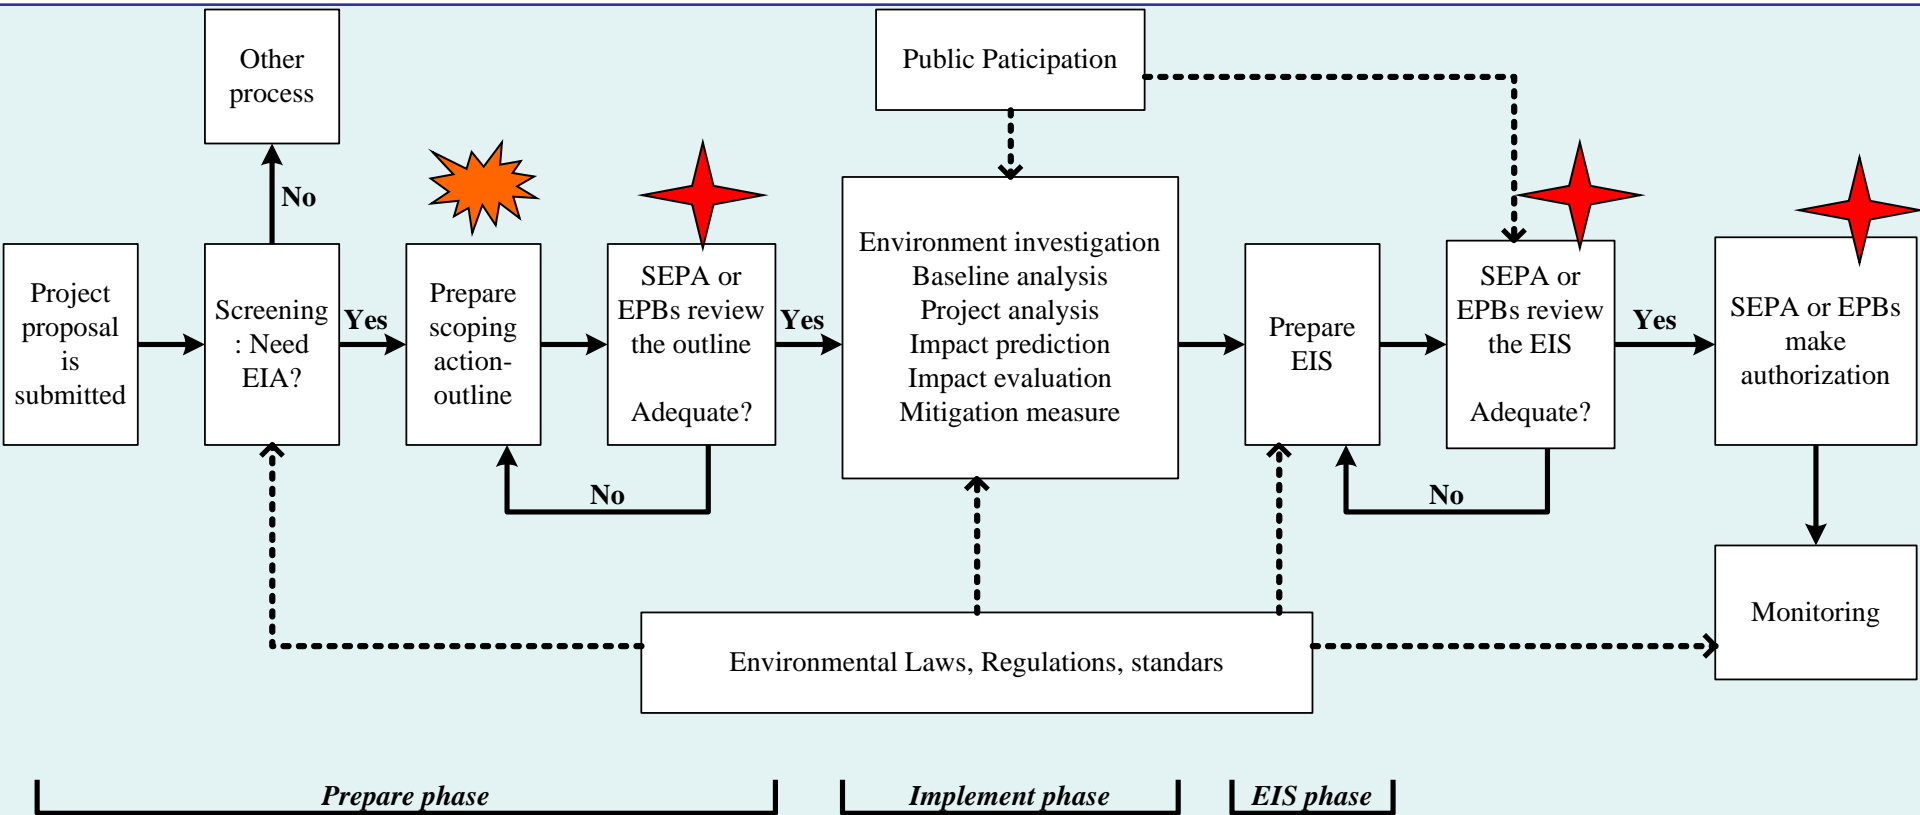 Other
process
Public Paticipation
No
Project
proposal
is
submitted
Screening
: Need
EIA?
Yes
Prepare
scoping
action-
outline
SEPA or
EPBs review
the outline
Adequate?
Yes
No
Environment investigation
Baseline analysis
Project analysis
Impact prediction
Impact evaluation
Mitigation measure
Prepare
EIS
SEPA or
EPBs review
the EIS
Adequate?
Yes
No
SEPA or EPBs
make
authorization
Monitoring
Environmental Laws, Regulations, standars
Prepare phase
Implement phase
EIS phase